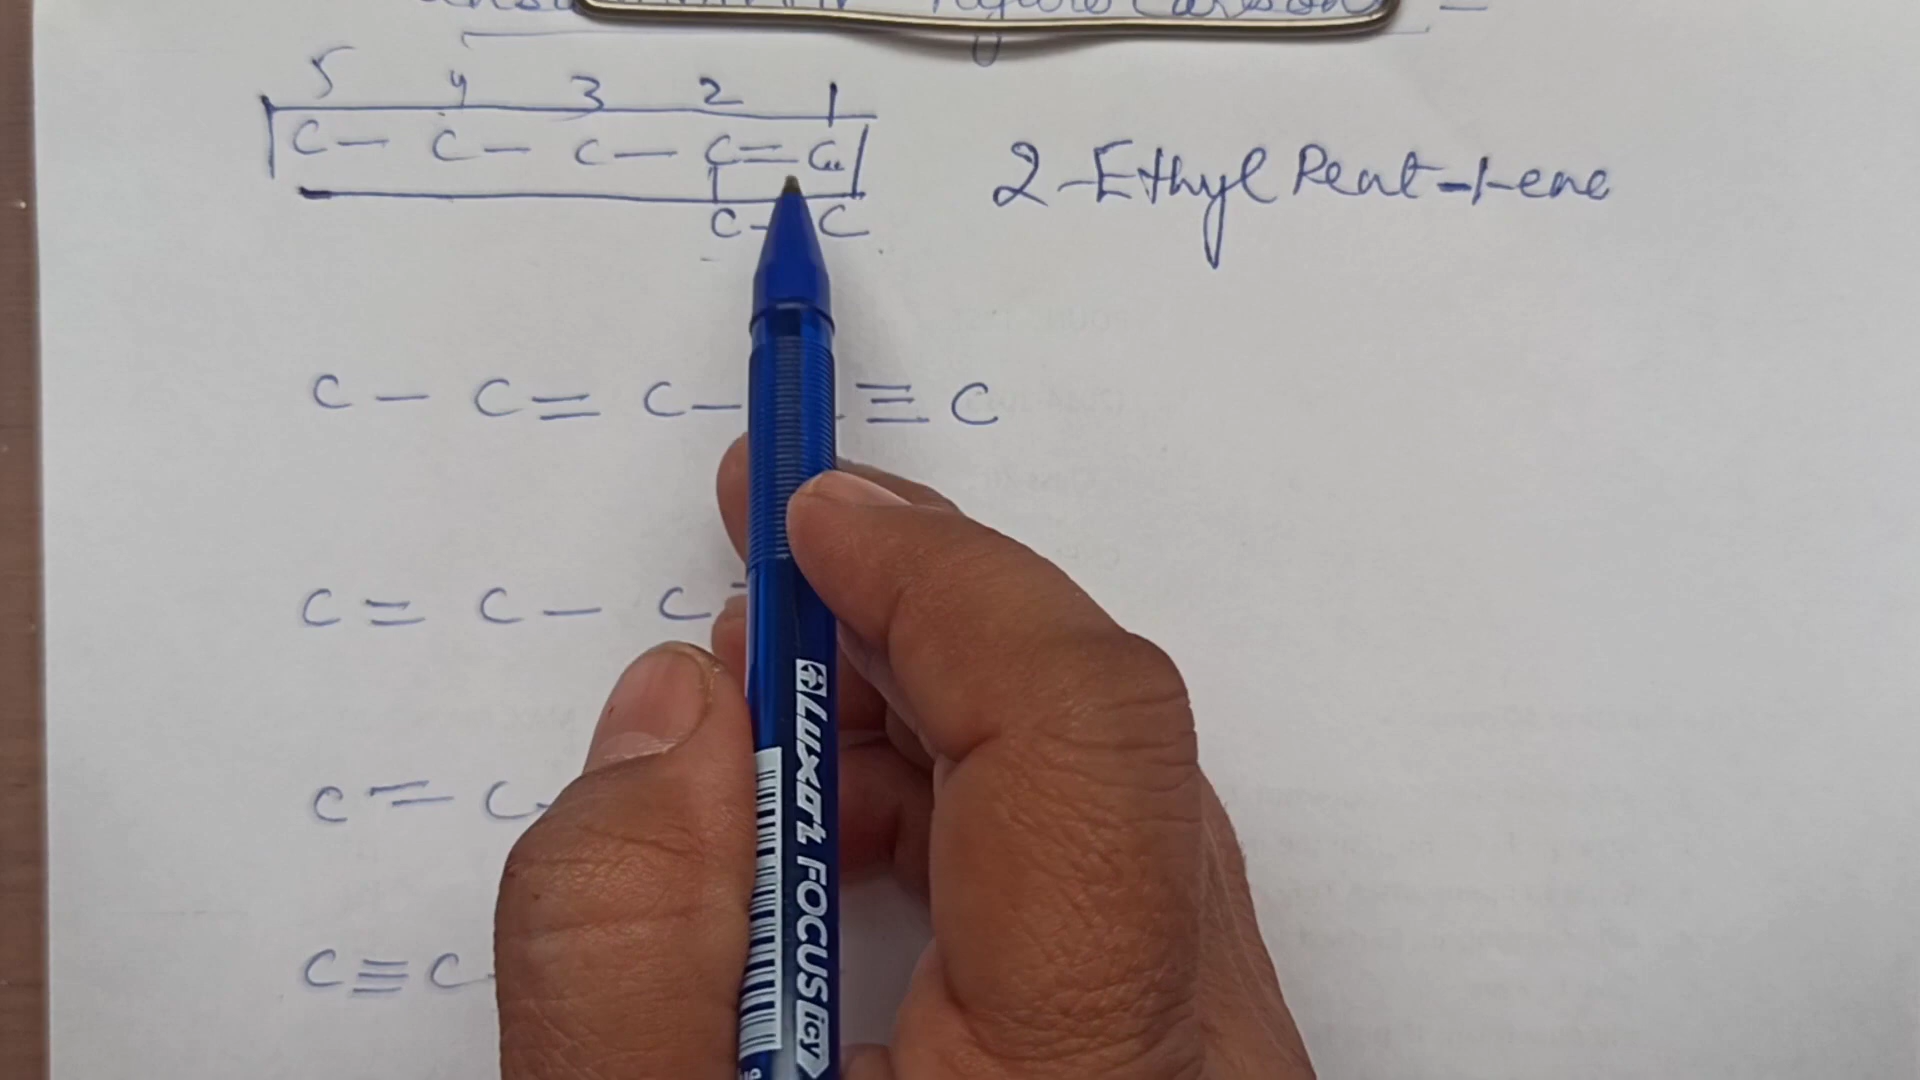 5 4 3 2 1
C - C - C - C = C 2-Ethyl Pent-1-ene
C - C
C - C = C - ≡ C
C = C - C
C = C
C ≡ C
Luxor FOCUS icy